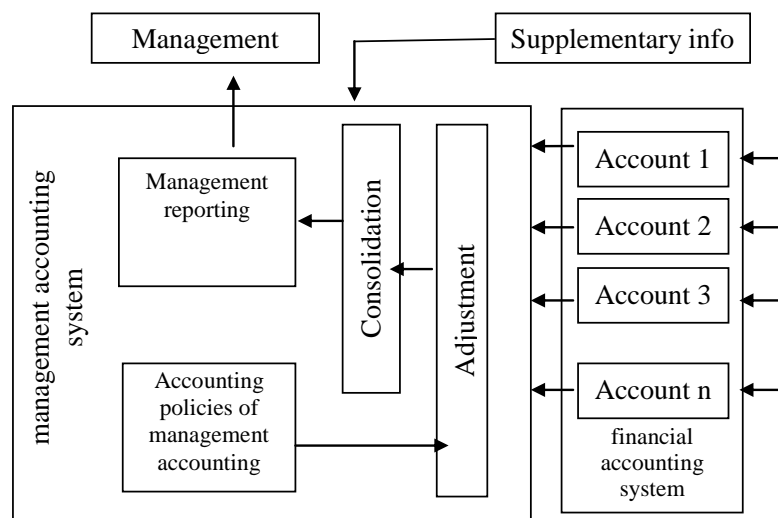 Management
Supplementary info
management accounting
system
Management
reporting
Consolidation
Adjustment
Accounting
policies of
management
accounting
Account 1
Account 2
Account 3
Account n
financial
accounting
system